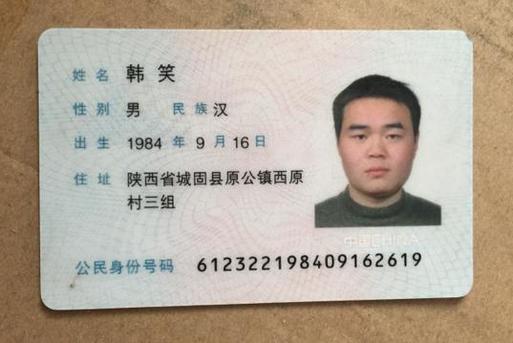 姓名 韩笑
性别 男 民族 汉
出生 1984 年 9 月 16 日
住址 陕西省城固县原公镇西原
村三组
中国CHINA
公民身份号码 612322198409162619